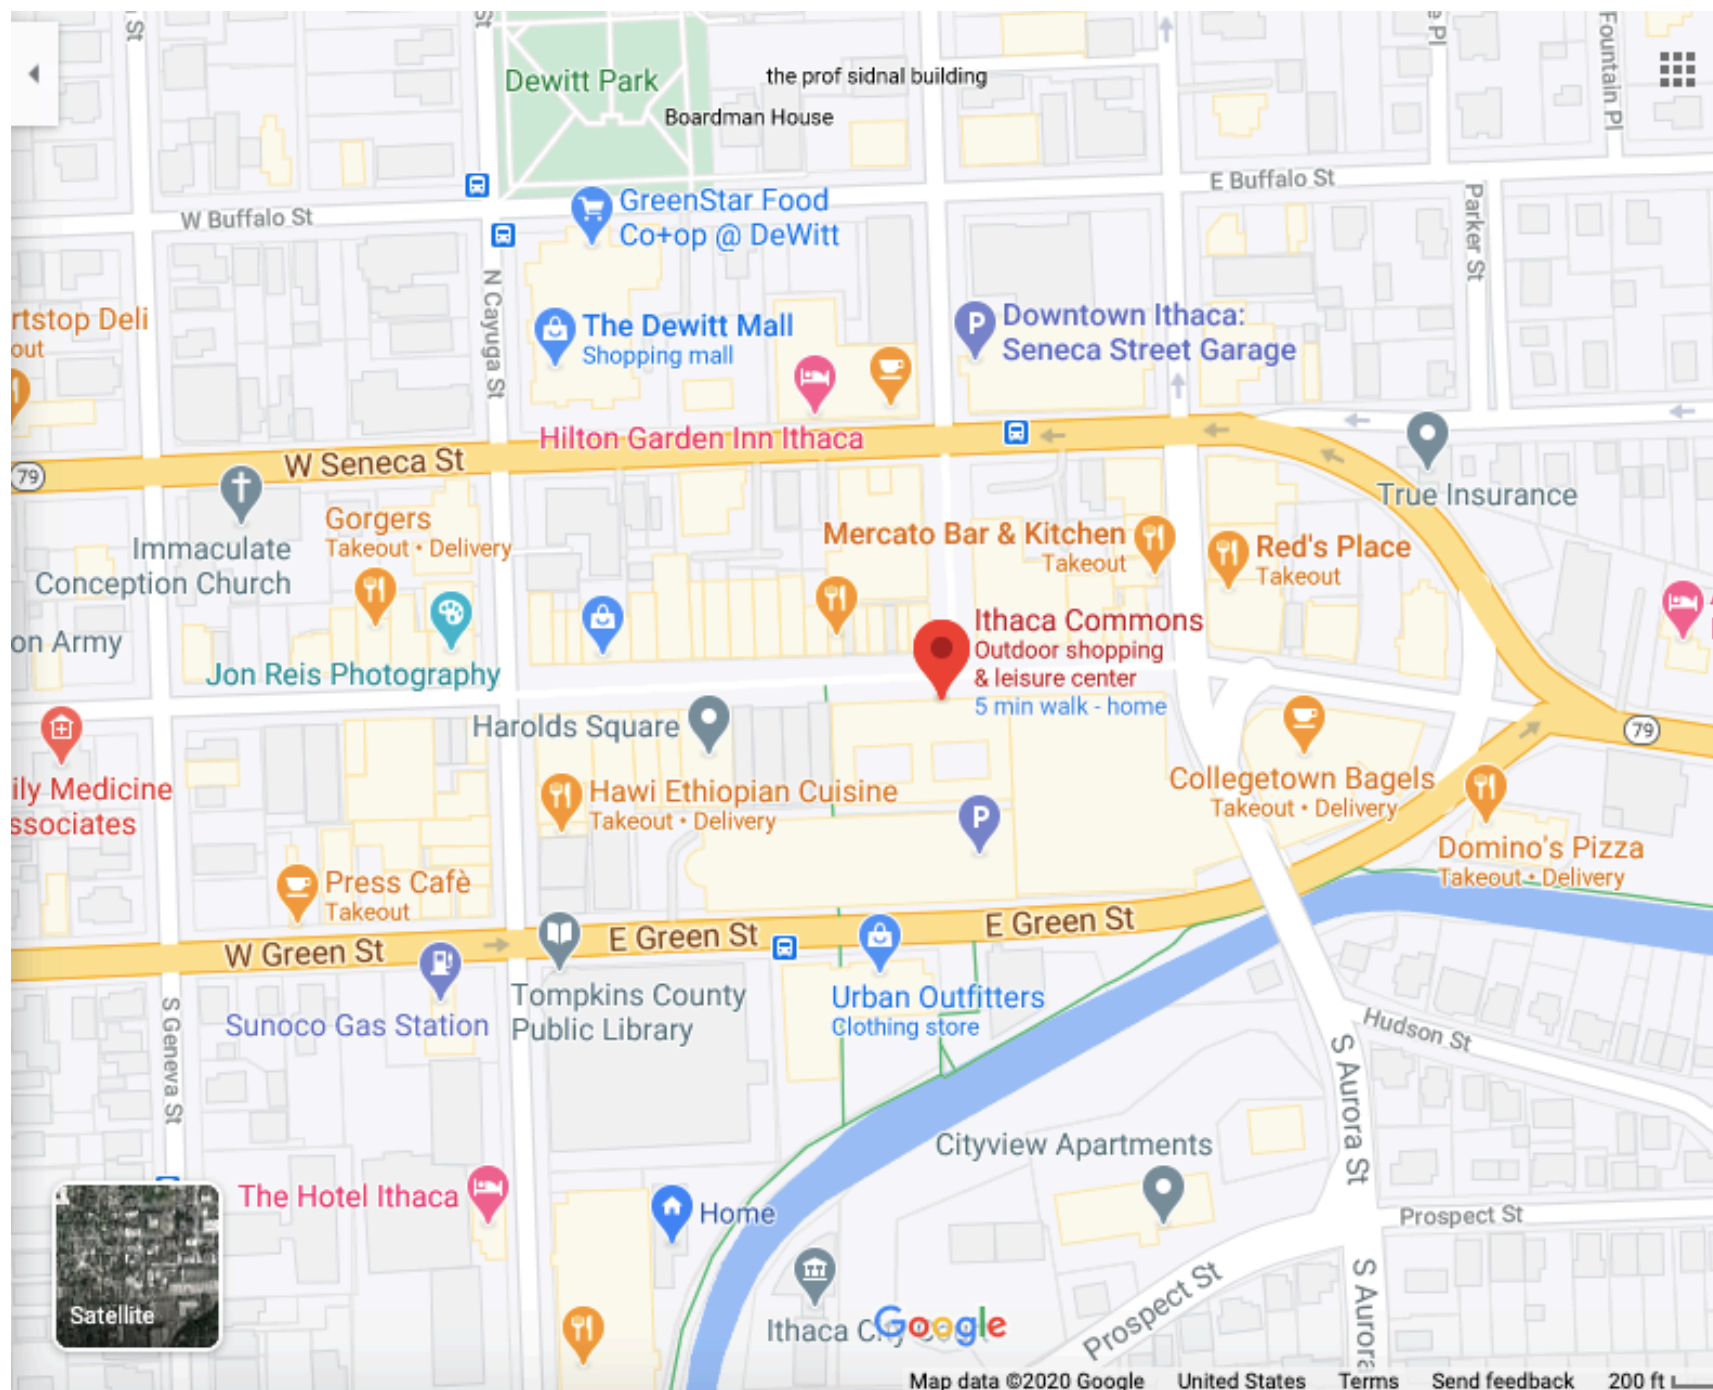 St
St
e Pl
Fountain Pl
Dewitt Park
the prof sidnal building
Boardman House
E Buffalo St
W Buffalo St
Parker St
GreenStar Food
Co+op @ DeWitt
N Cayuga St
rtstop Deli
out
The Dewitt Mall
Shopping mall
P
Downtown Ithaca:
Seneca Street Garage
Hilton Garden Inn Ithaca
W Seneca St
79
True Insurance
Immaculate
Conception Church
Gorgers
Takeout • Delivery
Mercato Bar & Kitchen
Takeout
Red's Place
Takeout
on Army
Jon Reis Photography
Ithaca Commons
Outdoor shopping
& leisure center
5 min walk - home
Harolds Square
79
ily Medicine
ssociates
Hawi Ethiopian Cuisine
Takeout • Delivery
P
Collegetown Bagels
Takeout • Delivery
Domino's Pizza
Takeout • Delivery
Press Cafè
Takeout
W Green St
E Green St
E Green St
Sunoco Gas Station
Tompkins County
Public Library
Urban Outfitters
Clothing store
S Geneva St
Hudson St
S Aurora St
Cityview Apartments
The Hotel Ithaca
Home
Prospect St
Prospect St
S Aurora
Satellite
Ithaca City
Google
Map data ©2020 Google
United States
Terms
Send feedback
200 ft